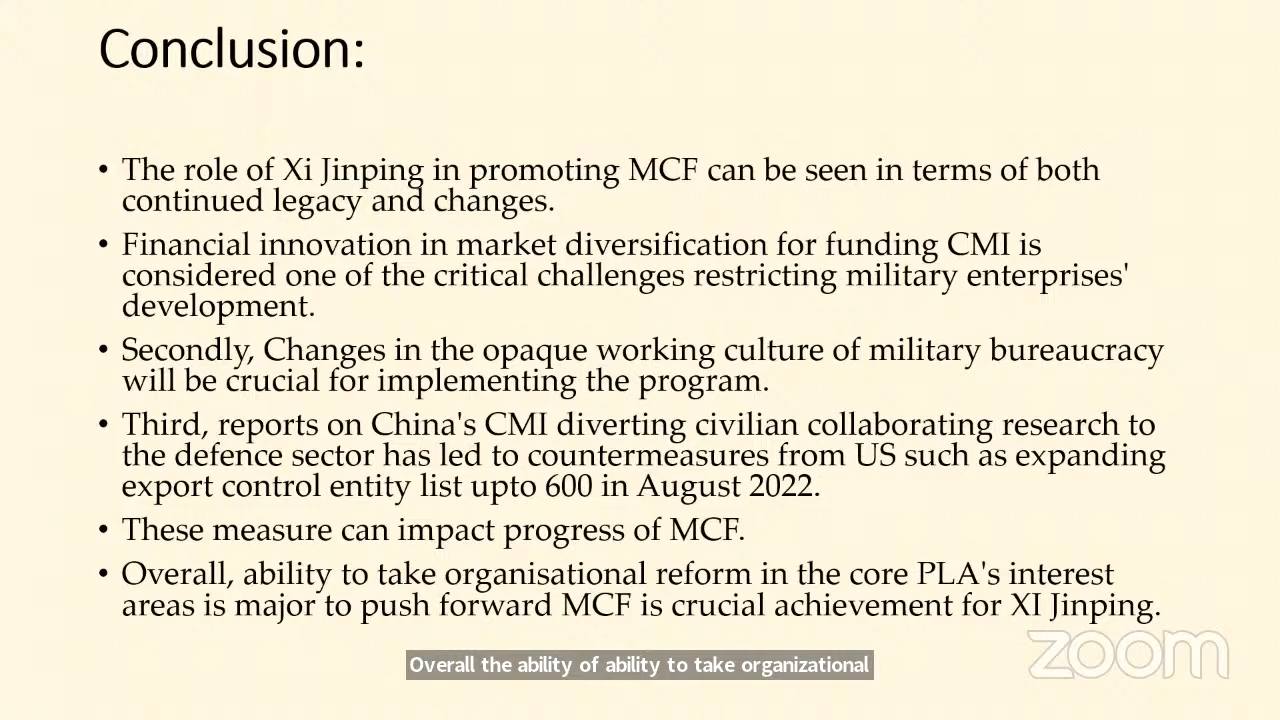 Conclusion:
• The role of Xi Jinping in promoting MCF can be seen in terms of both
continued legacy and changes.
• Financial innovation in market diversification for funding CMI is
considered one of the critical challenges restricting military enterprises'
development.
• Secondly, Changes in the opaque working culture of military bureaucracy
will be crucial for implementing the program.
• Third, reports on China's CMI diverting civilian collaborating research to
the defence sector has led to countermeasures from US such as expanding
export control entity list upto 600 in August 2022.
• These measure can impact progress of MCF.
• Overall, ability to take organisational reform in the core PLA's interest
areas is major to push forward MCF is crucial achievement for XI Jinping.
zoom
Overall the ability of ability to take organizational